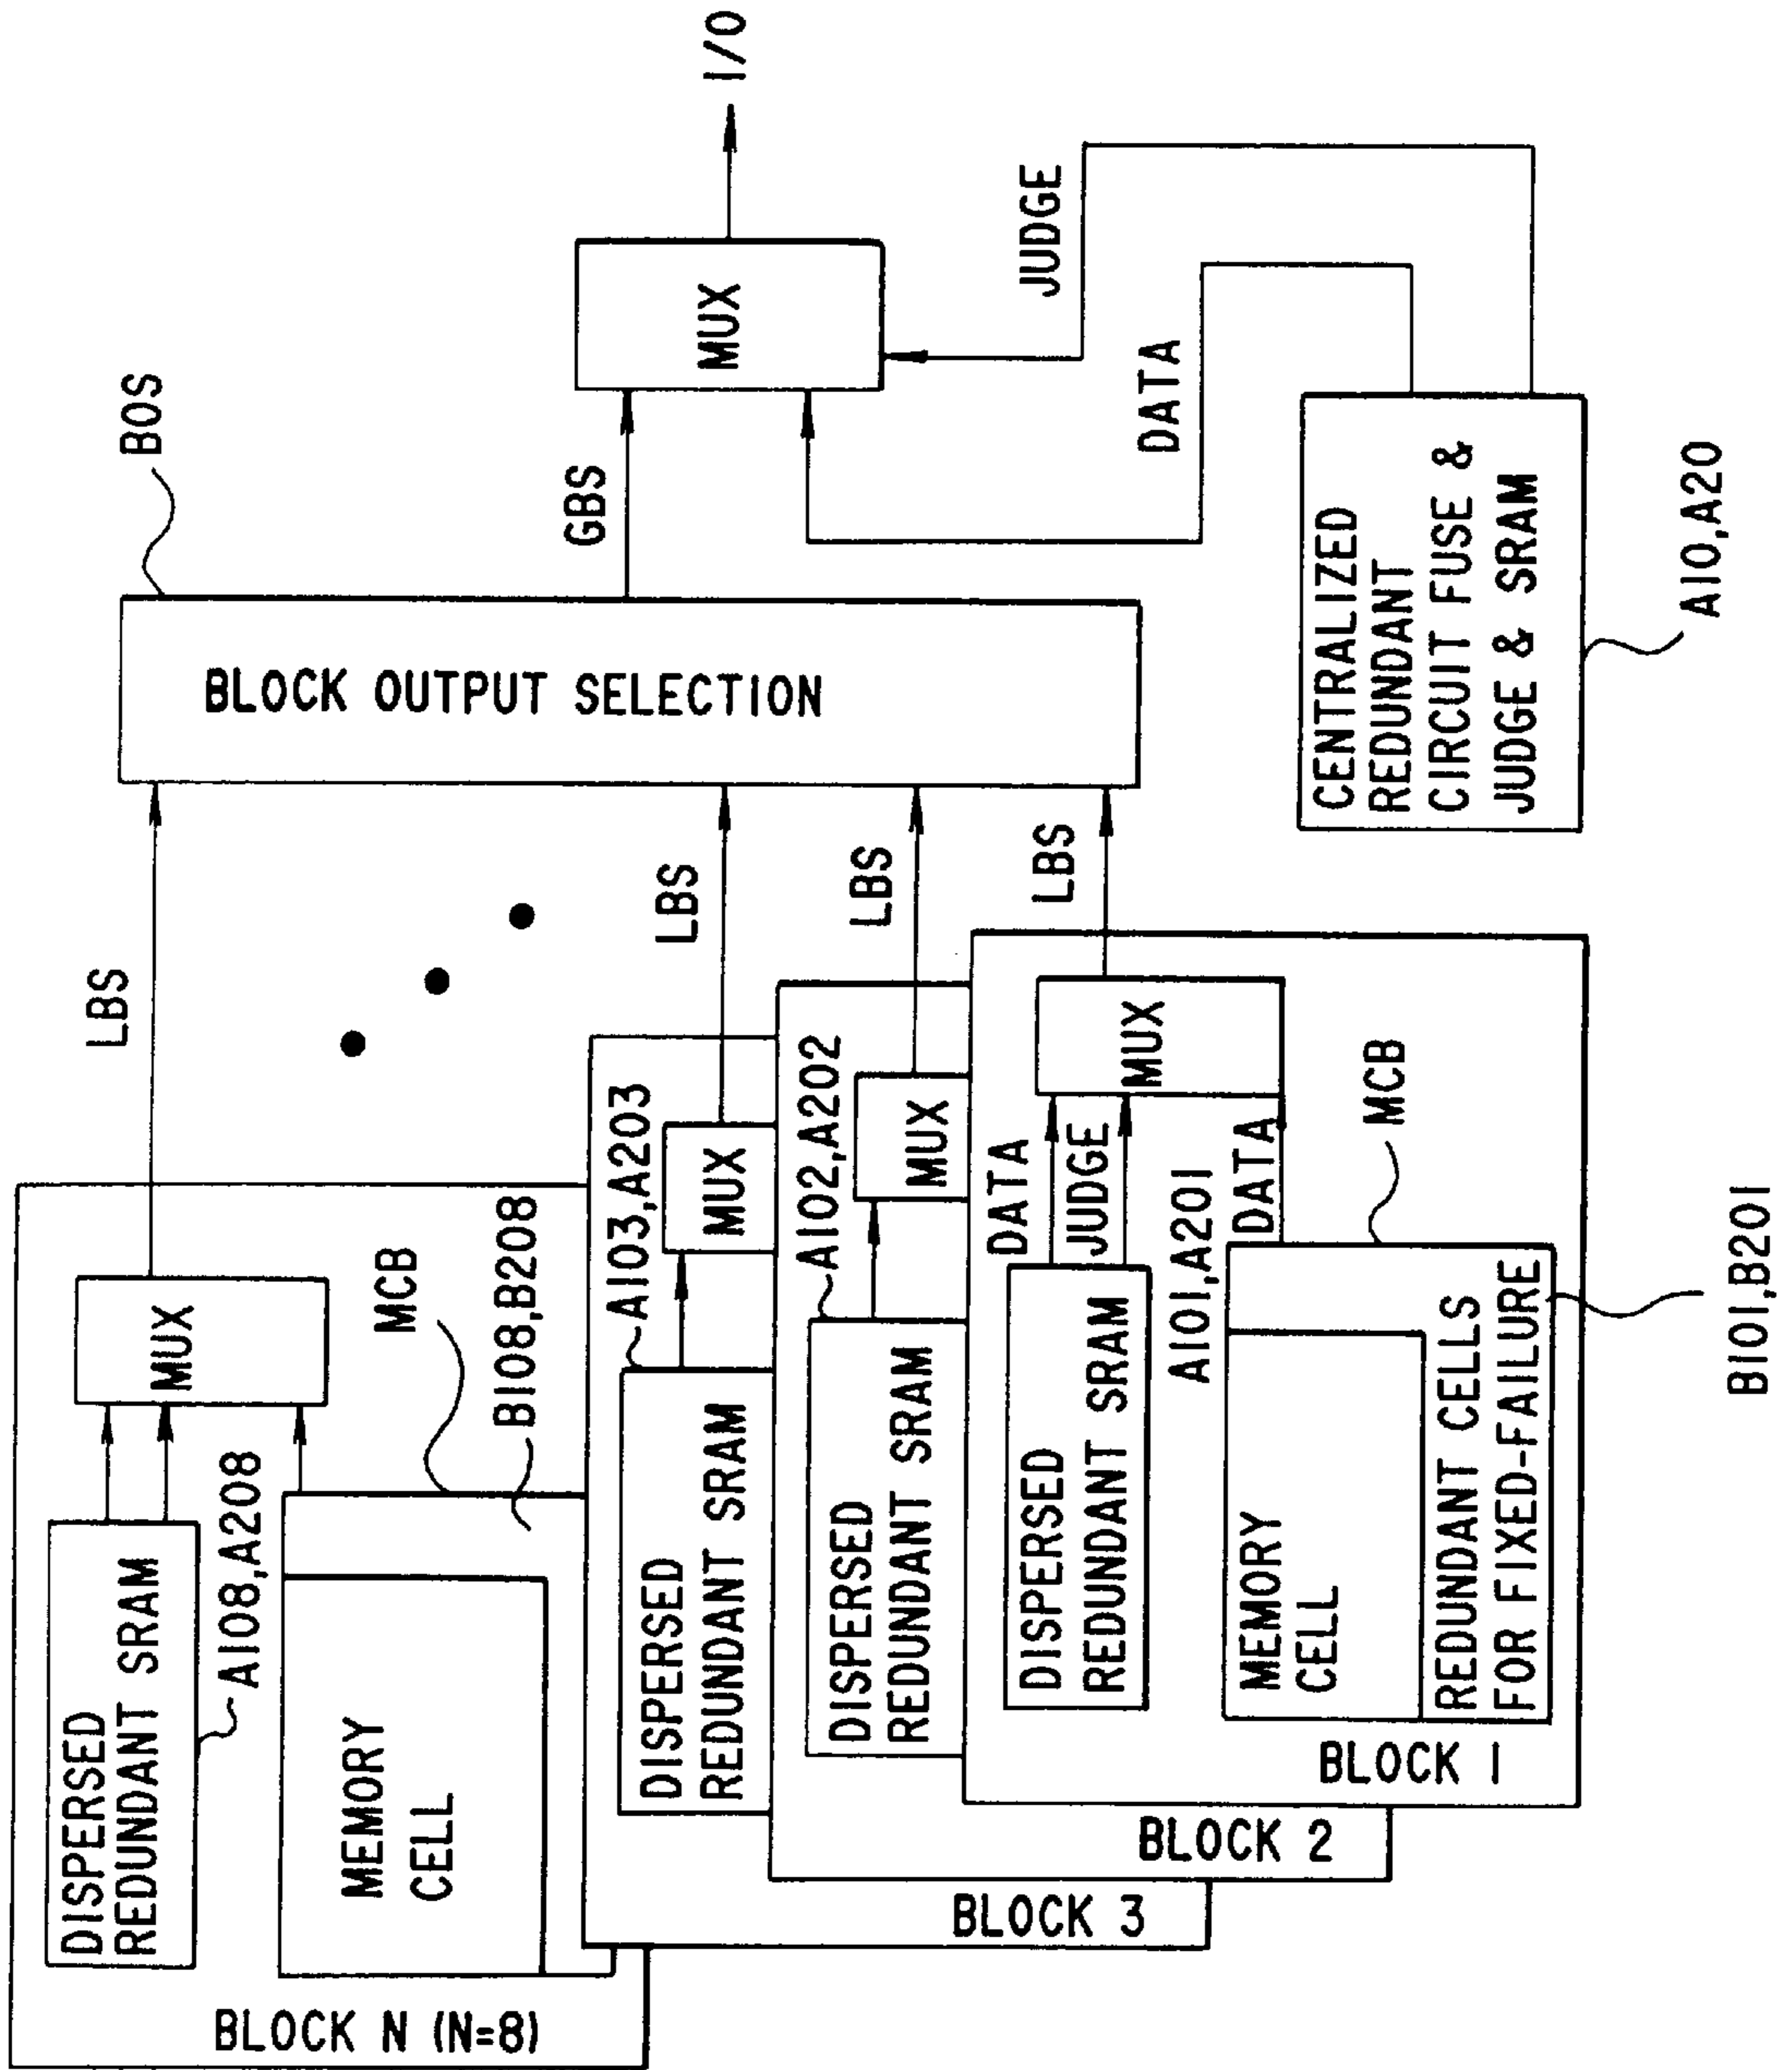 DISPERSED
REDUNDANT SRAM
A108,A208
MUX
LBS
MEMORY
CELL
MCB
B108,B208
BLOCK N (N=8)
DISPERSED
REDUNDANT SRAM
A103,A203
MUX
LBS
BLOCK 3
DISPERSED
REDUNDANT SRAM
A102,A202
MUX
LBS
BLOCK 2
DISPERSED
REDUNDANT SRAM
DATA
JUDGE
A101,A201
MUX
LBS
MEMORY
CELL
DATA
MCB
REDUNDANT CELLS
FOR FIXED-FAILURE
B101,B201
BLOCK 1
BLOCK OUTPUT SELECTION
BOS
GBS
MUX
I/O
DATA
JUDGE
CENTRALIZED
REDUNDANT
CIRCUIT FUSE &
JUDGE & SRAM
A10,A20